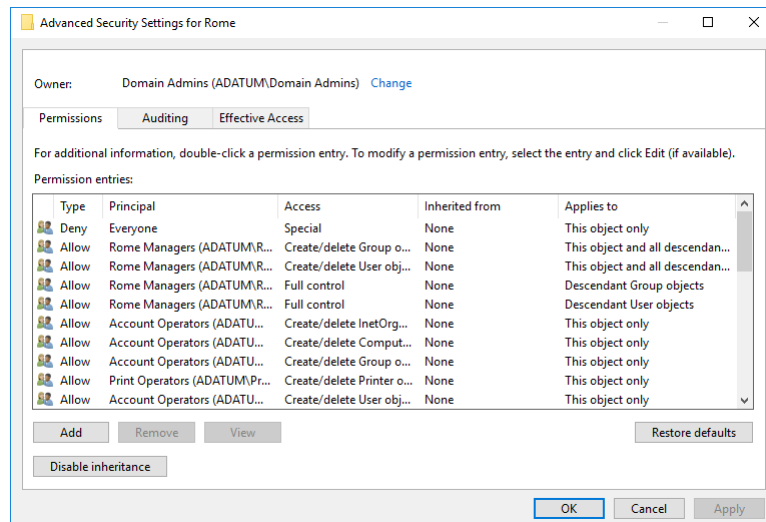 Advanced Security Settings for Rome
Owner: Domain Admins (ADATUM\Domain Admins) Change
Permissions Auditing Effective Access
For additional information, double-click a permission entry. To modify a permission entry, select the entry and click Edit (if available).
Permission entries:
Type Principal Access Inherited from Applies to
Deny Everyone Special None This object only
Allow Rome Managers (ADATUM\R... Create/delete Group o... None This object and all descendan...
Allow Rome Managers (ADATUM\R... Create/delete User obj... None This object and all descendan...
Allow Rome Managers (ADATUM\R... Full control None Descendant Group objects
Allow Rome Managers (ADATUM\R... Full control None Descendant User objects
Allow Account Operators (ADATU... Create/delete InetOrg... None This object only
Allow Account Operators (ADATU... Create/delete Comput... None This object only
Allow Account Operators (ADATU... Create/delete Group o... None This object only
Allow Print Operators (ADATUM\Pr... Create/delete Printer o... None This object only
Allow Account Operators (ADATU... Create/delete User obj... None This object only
Add Remove View Restore defaults
Disable inheritance
OK Cancel Apply